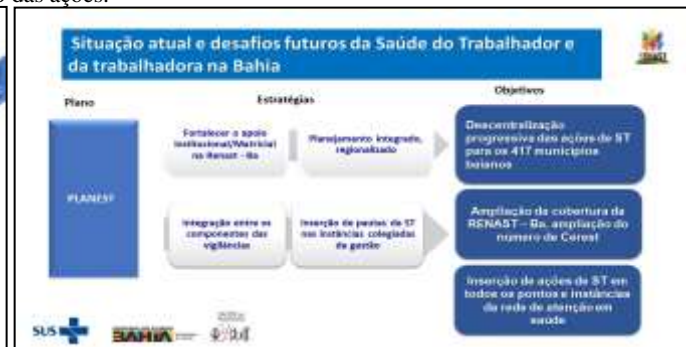 das ações.
Situação atual e desafios futuros da Saúde do Trabalhador e
da trabalhadora na Bahia
Plano
Estratégias
Objetivos
PLANEST
Fortalecer o apoio
Institucional/Matricial
na Renast - Ba
Planejamento integrado,
regionalizado
Descentralização
progressiva das ações de ST
para os 417 municípios
baianos
Integração entre os
componentes das
vigilâncias
Inserção de pautas de ST
nas instâncias colegiadas
da gestão
Ampliação da cobertura da
RENAST – Ba, ampliação do
número de Cerest
Inserção de ações de ST em
todos os pontos e instâncias
da rede de atenção em
saúde
SUS
BAHIA